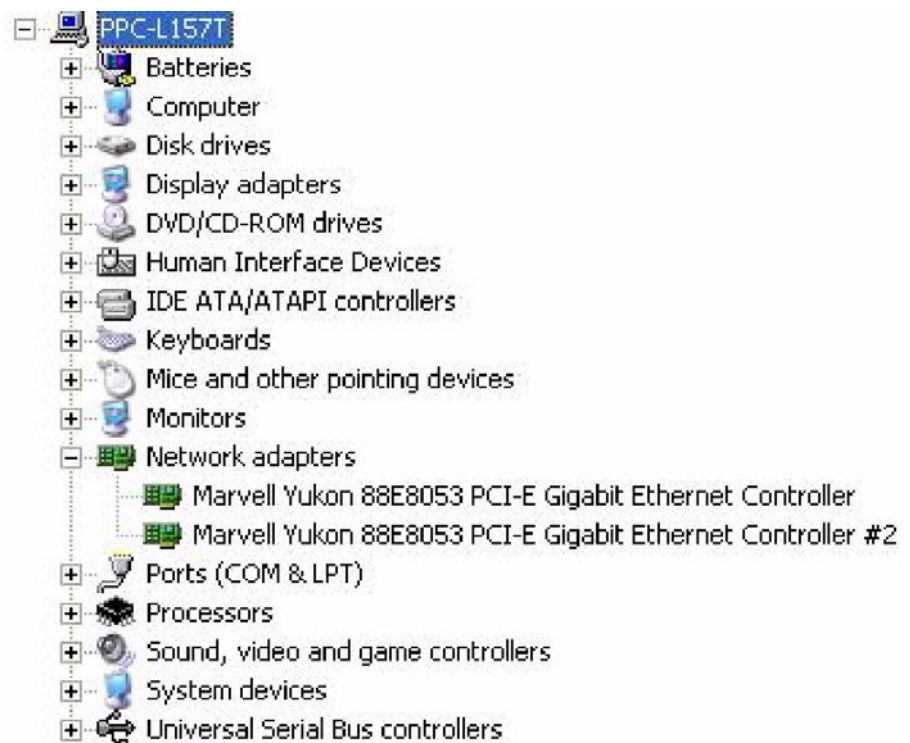 PPC-L157T
Batteries
Computer
Disk drives
Display adapters
DVD/CD-ROM drives
Human Interface Devices
IDE ATA/ATAPI controllers
Keyboards
Mice and other pointing devices
Monitors
Network adapters
Marvell Yukon 88E8053 PCI-E Gigabit Ethernet Controller
Marvell Yukon 88E8053 PCI-E Gigabit Ethernet Controller #2
Ports (COM & LPT)
Processors
Sound, video and game controllers
System devices
Universal Serial Bus controllers